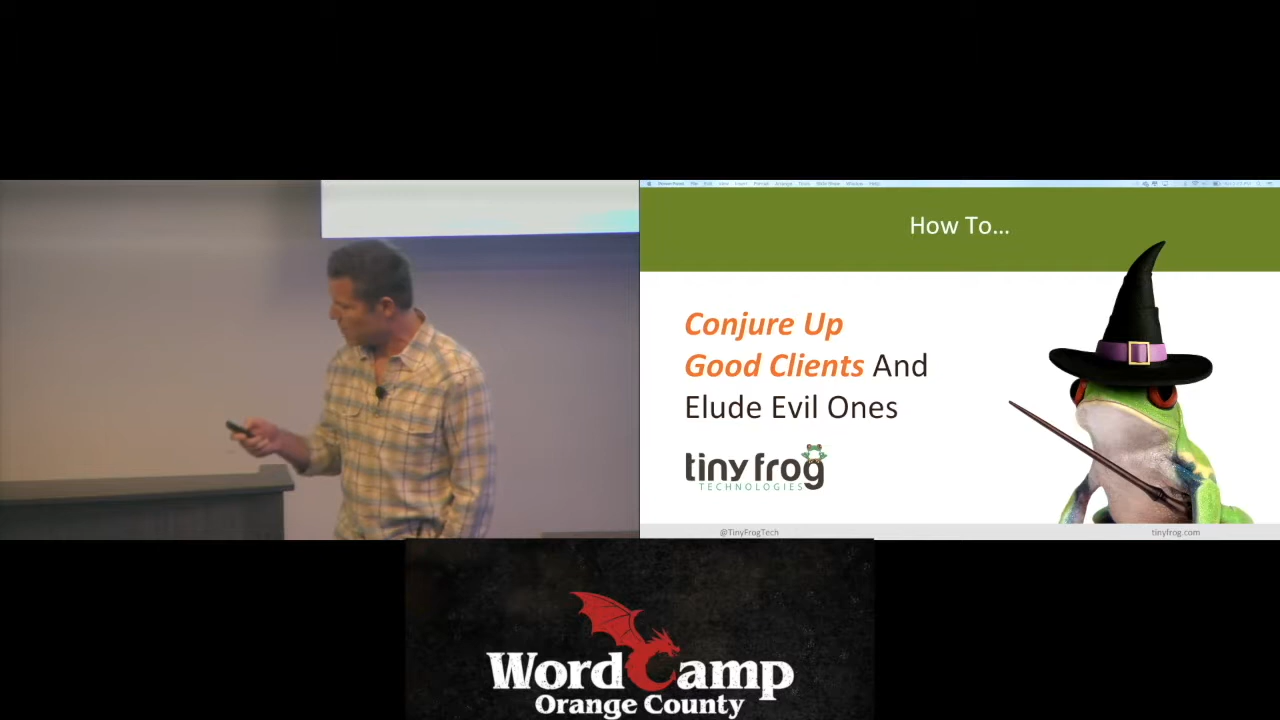 How To...
Conjure Up
Good Clients And
Elude Evil Ones
tiny frog
TECHNOLOGIES
@TinyFrogTech
tinyfrog.com
WordCamp
Orange County